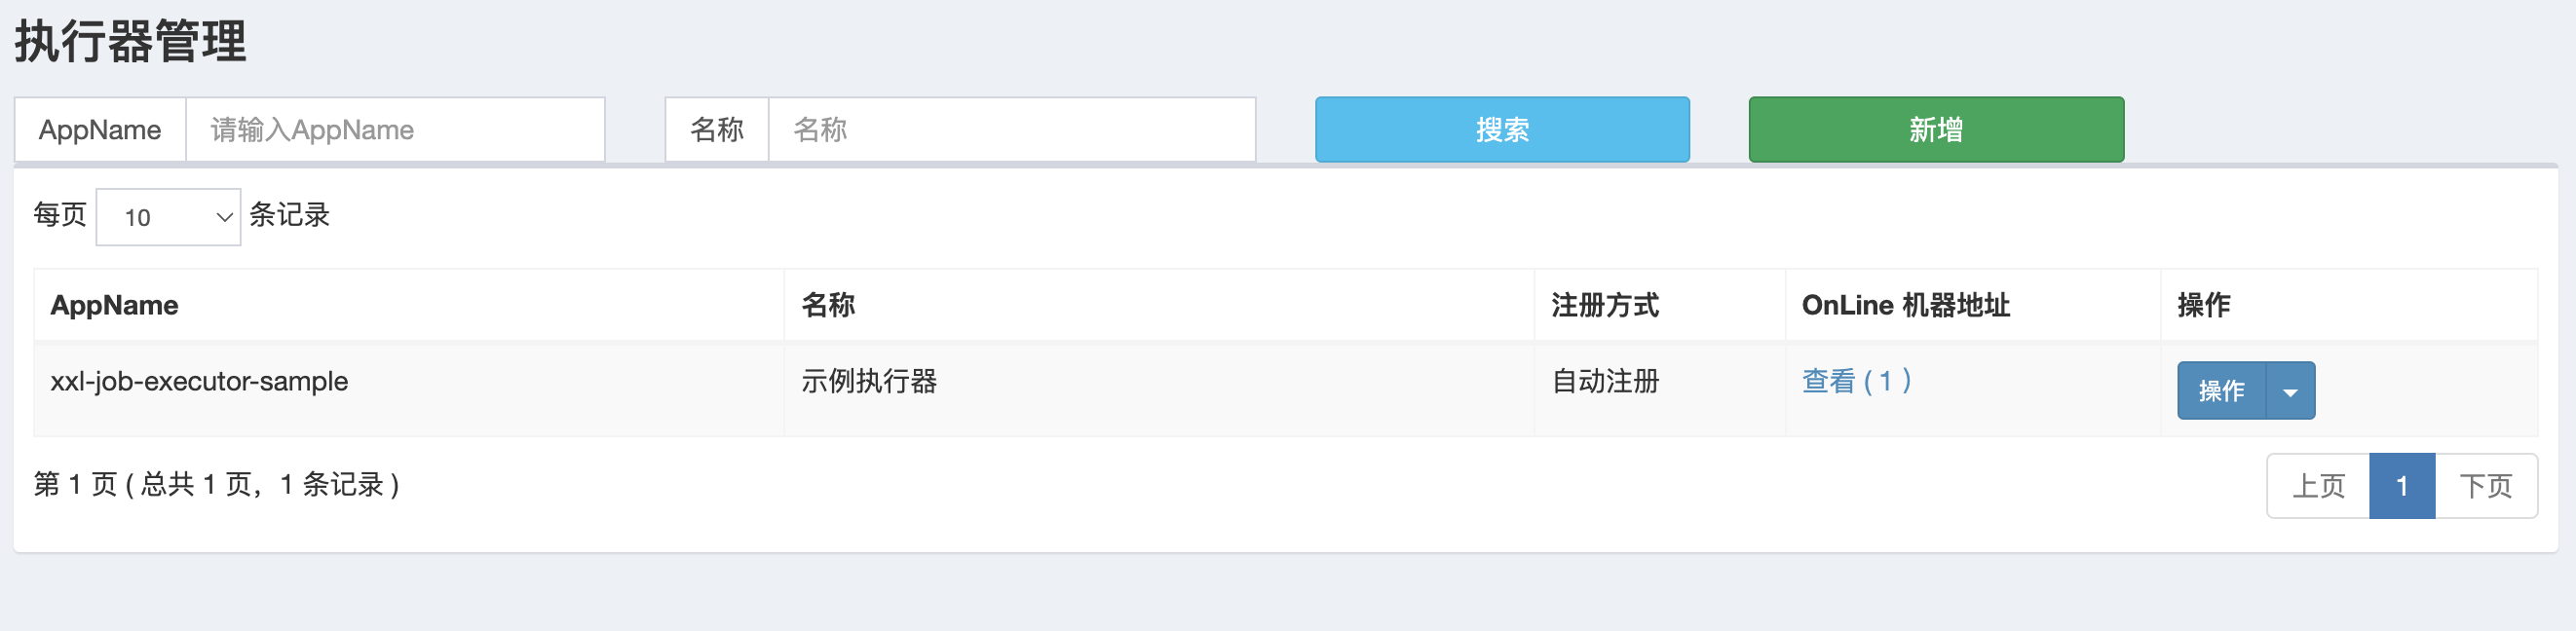 执行器管理
AppName 请输入AppName 名称 名称 搜索 新增
每页 10 条记录
AppName 名称 注册方式 OnLine 机器地址 操作
xxl-job-executor-sample 示例执行器 自动注册 查看 ( 1 ) 操作
第 1 页 ( 总共 1 页，1 条记录 ) 上页 1 下页